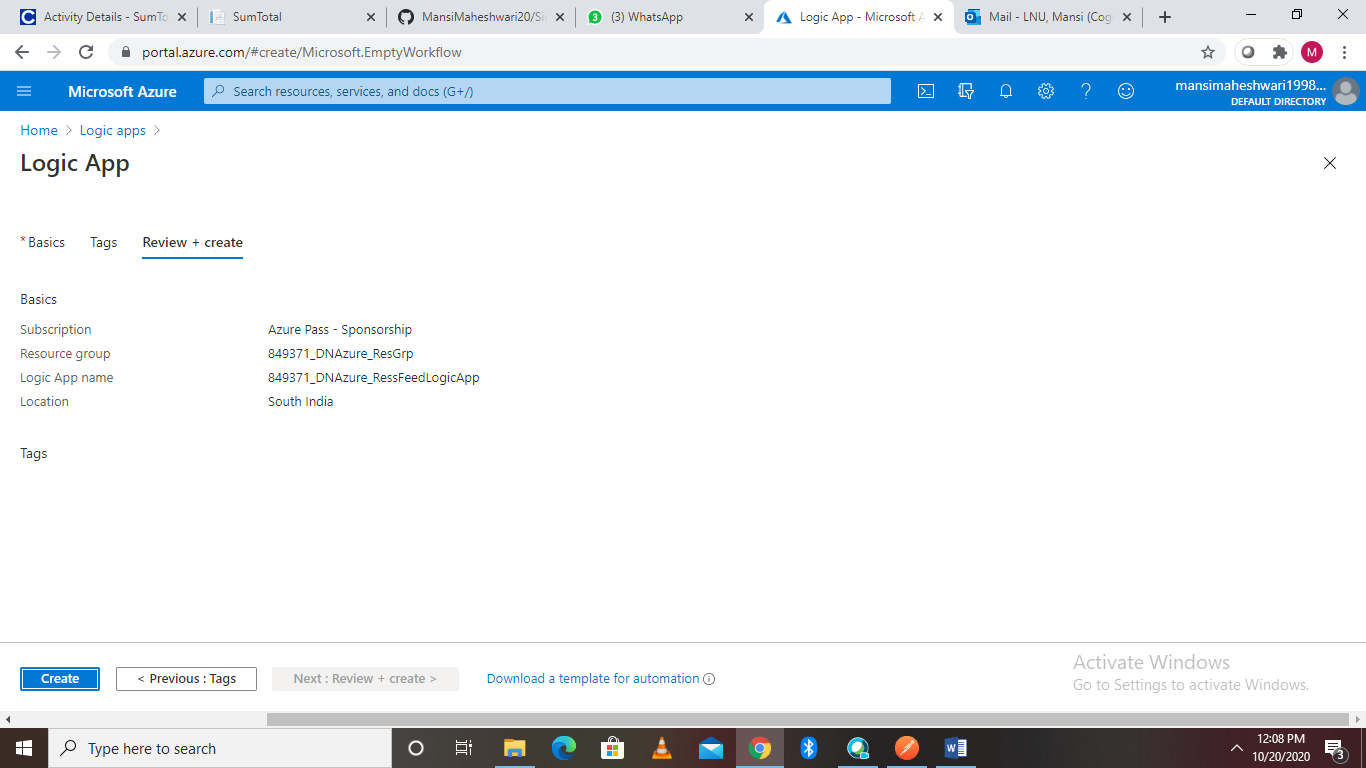 Activity Details - SumTo
SumTotal
MansiMaheshwari20/Sin
(3) WhatsApp
Logic App - Microsoft A
Mail - LNU, Mansi (Cog
portal.azure.com/#create/Microsoft.EmptyWorkflow
M
Microsoft Azure
Search resources, services, and docs (G+/)
mansimaheshwari1998...
DEFAULT DIRECTORY
Home > Logic apps >
Logic App
* Basics Tags Review + create
Basics
Subscription Azure Pass - Sponsorship
Resource group 849371_DNAzure_ResGrp
Logic App name 849371_DNAzure_RessFeedLogicApp
Location South India
Tags
Create < Previous : Tags Next : Review + create > Download a template for automation
Activate Windows
Go to Settings to activate Windows.
Type here to search
12:08 PM
10/20/2020
3